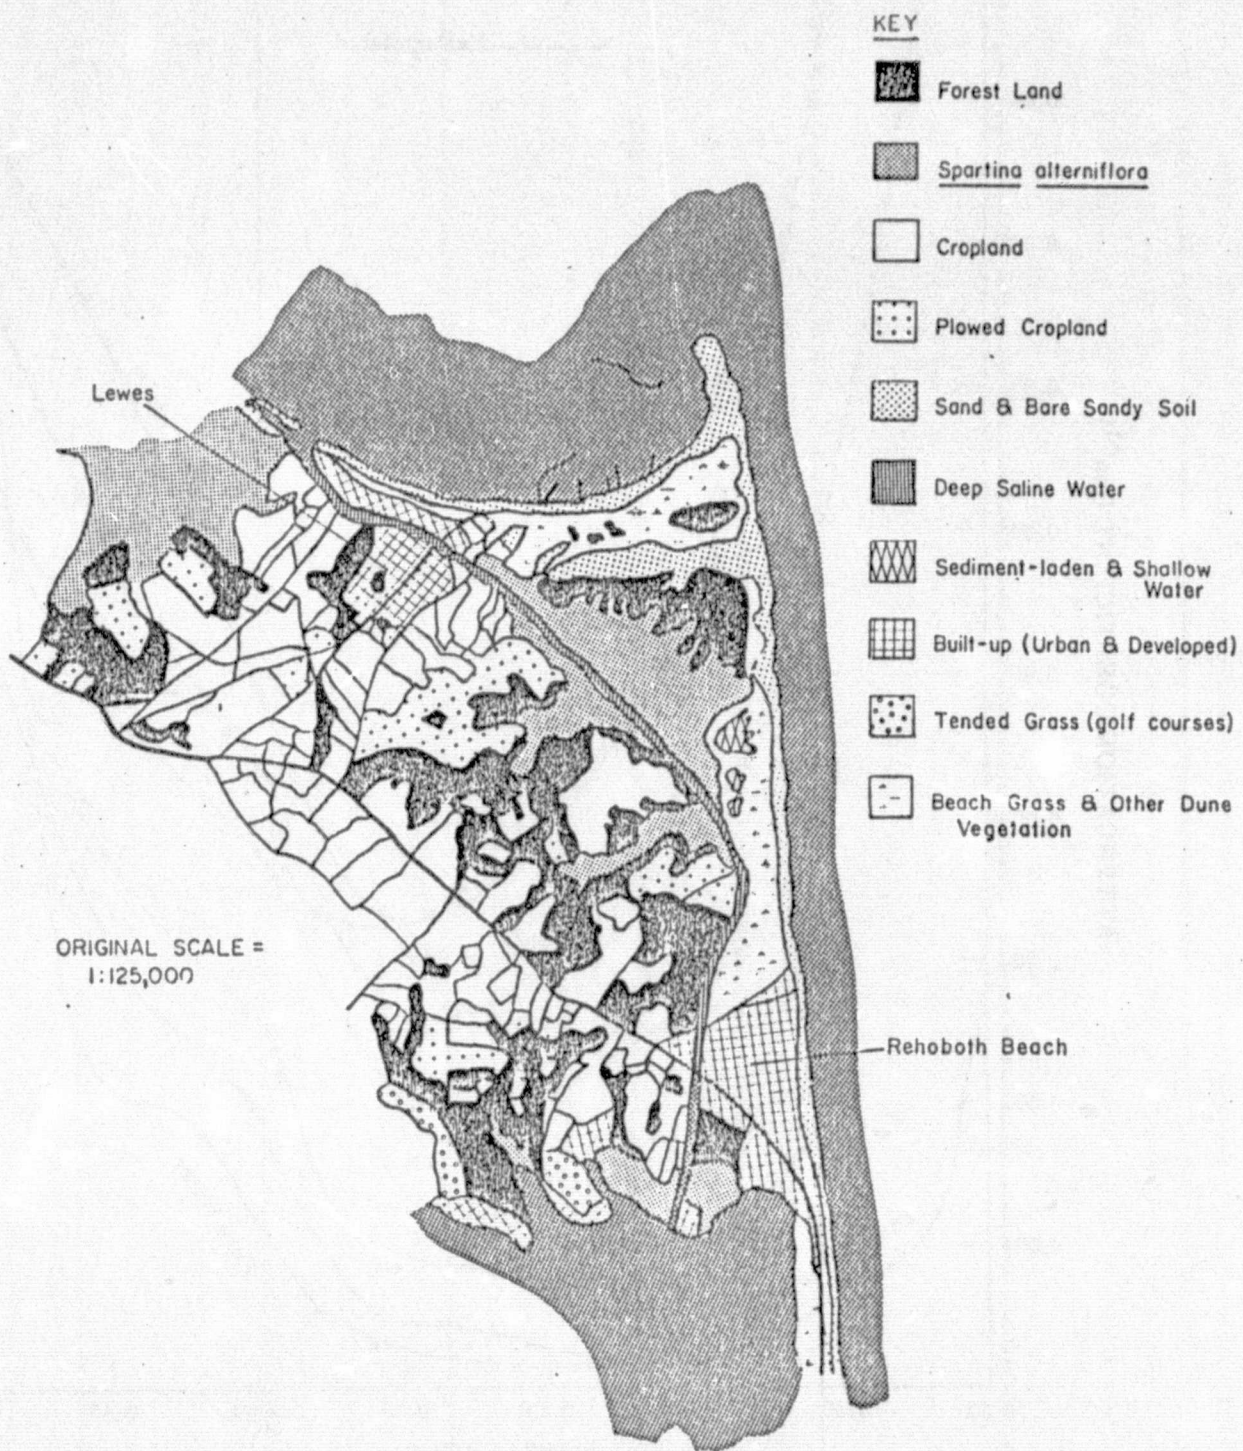 KEY
Forest Land
Spartina alterniflora
Cropland
Plowed Cropland
Sand & Bare Sandy Soil
Deep Saline Water
Sediment-laden & Shallow
Water
Built-up (Urban & Developed)
Tended Grass (golf courses)
Beach Grass & Other Dune
Vegetation
Lewes
ORIGINAL SCALE =
1:125,000
Rehoboth Beach